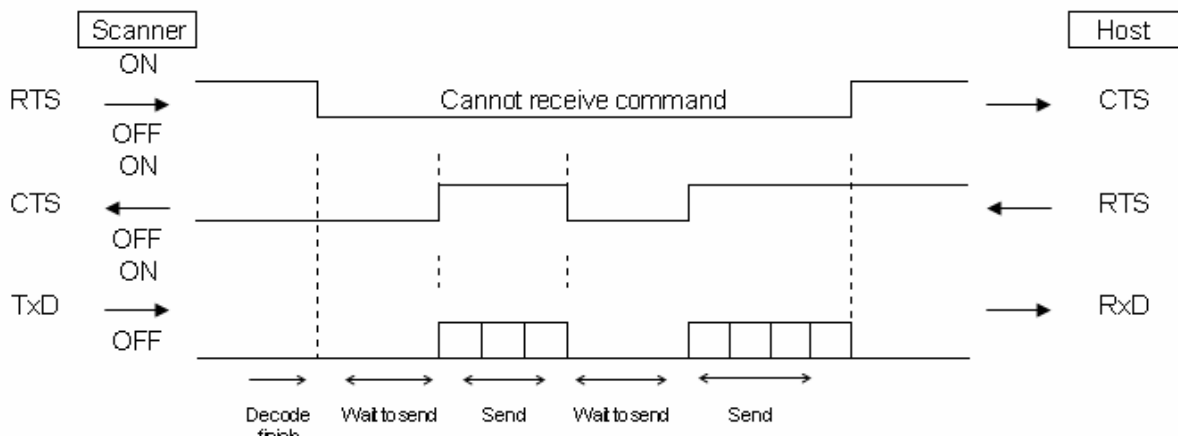 Scanner
Host
ON
RTS
Cannot receive command
CTS
OFF
ON
CTS
RTS
OFF
ON
TxD
RxD
OFF
Decode
finish
Wait to send
Send
Wait to send
Send